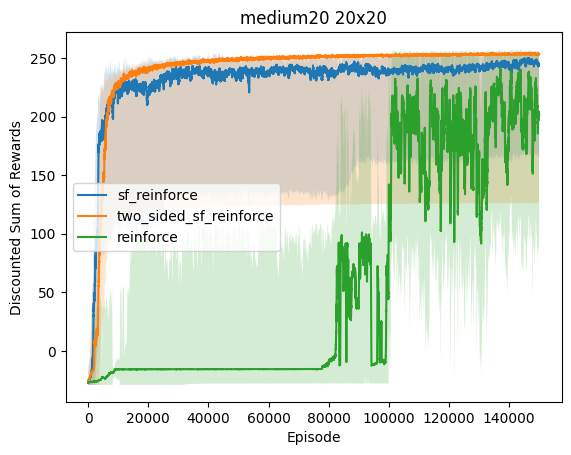 medium20 20x20
Discounted Sum of Rewards
250
200
150
100
50
0
sf_reinforce
two_sided_sf_reinforce
reinforce
0
20000
40000
60000
80000
100000
120000
140000
Episode